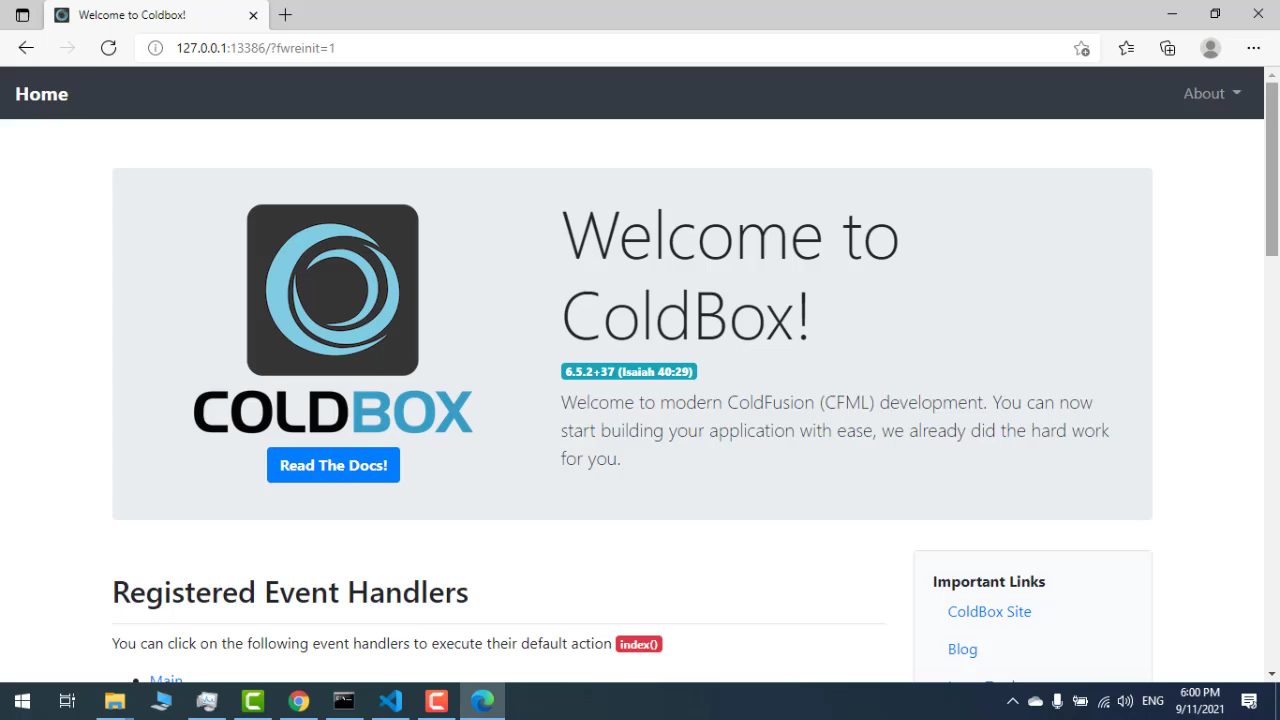 Welcome to Coldbox!
127.0.0.1:13386/?fwreinit=1
Home
About
COLDBOX
Read The Docs!
Welcome to
ColdBox!
6.5.2+37 (Isaiah 40:29)
Welcome to modern ColdFusion (CFML) development. You can now
start building your application with ease, we already did the hard work
for you.
Registered Event Handlers
You can click on the following event handlers to execute their default action index()
Main
Important Links
ColdBox Site
Blog
ENG
6:00 PM
9/11/2021